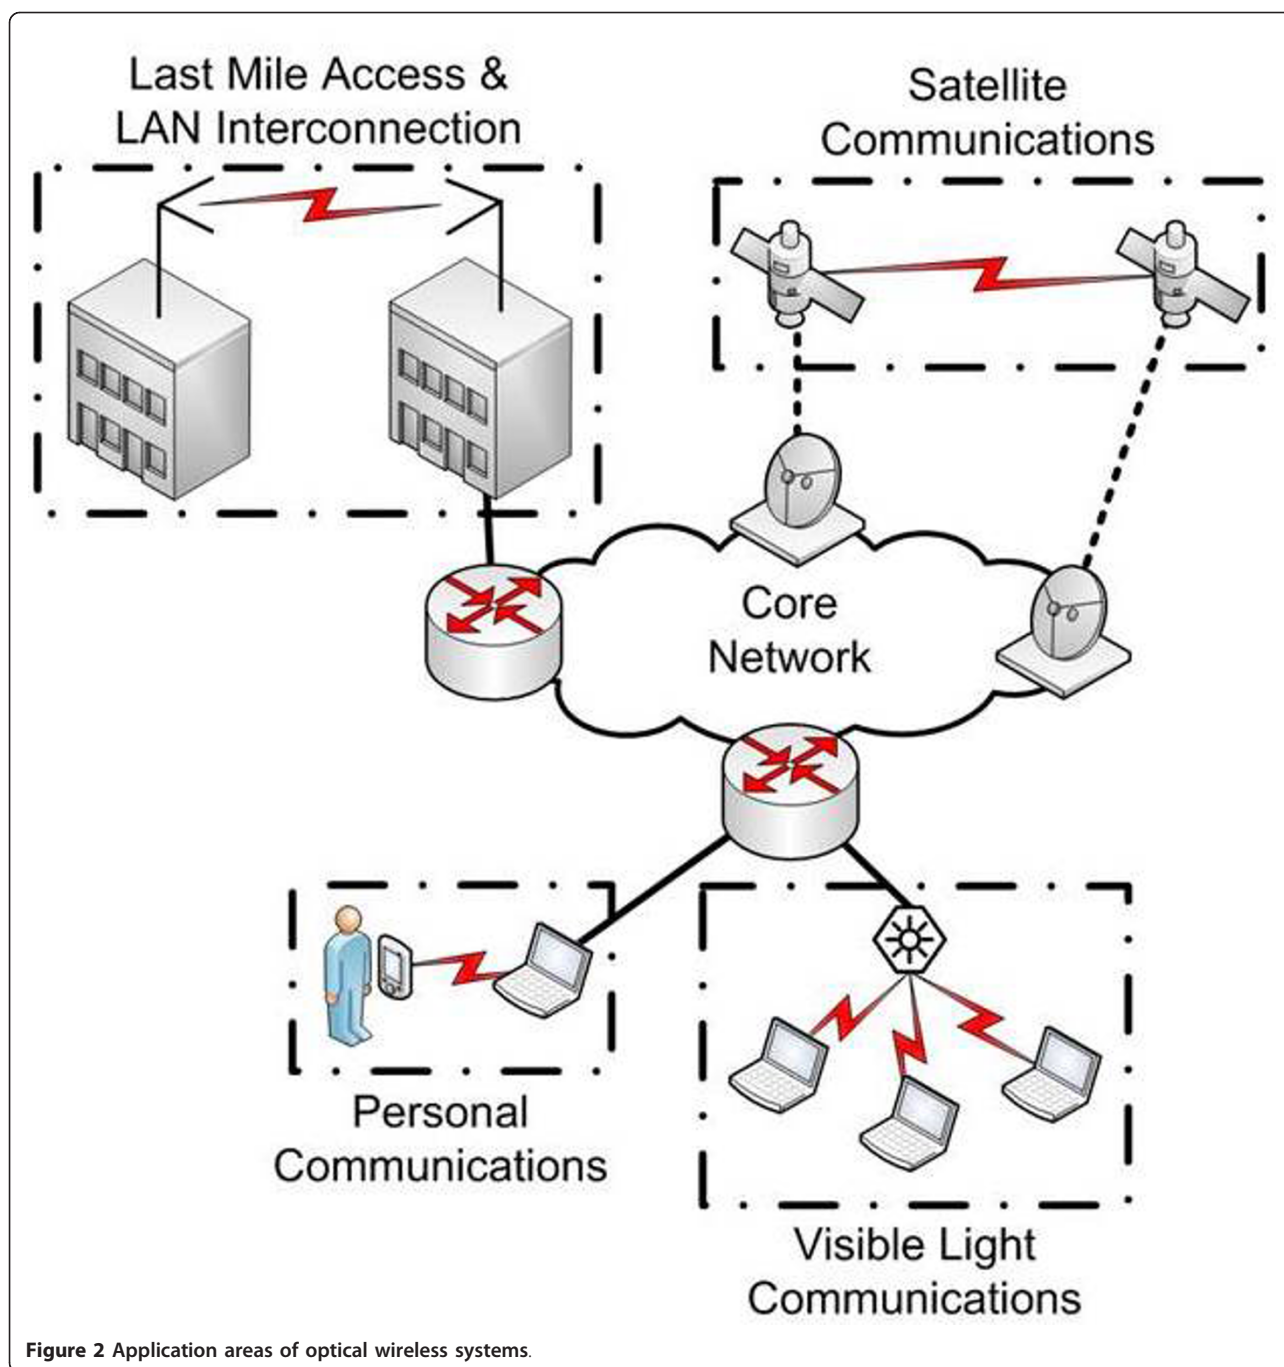 Last Mile Access &
LAN Interconnection
Satellite
Communications
Core
Network
Personal
Communications
Visible Light
Communications
Figure 2 Application areas of optical wireless systems.